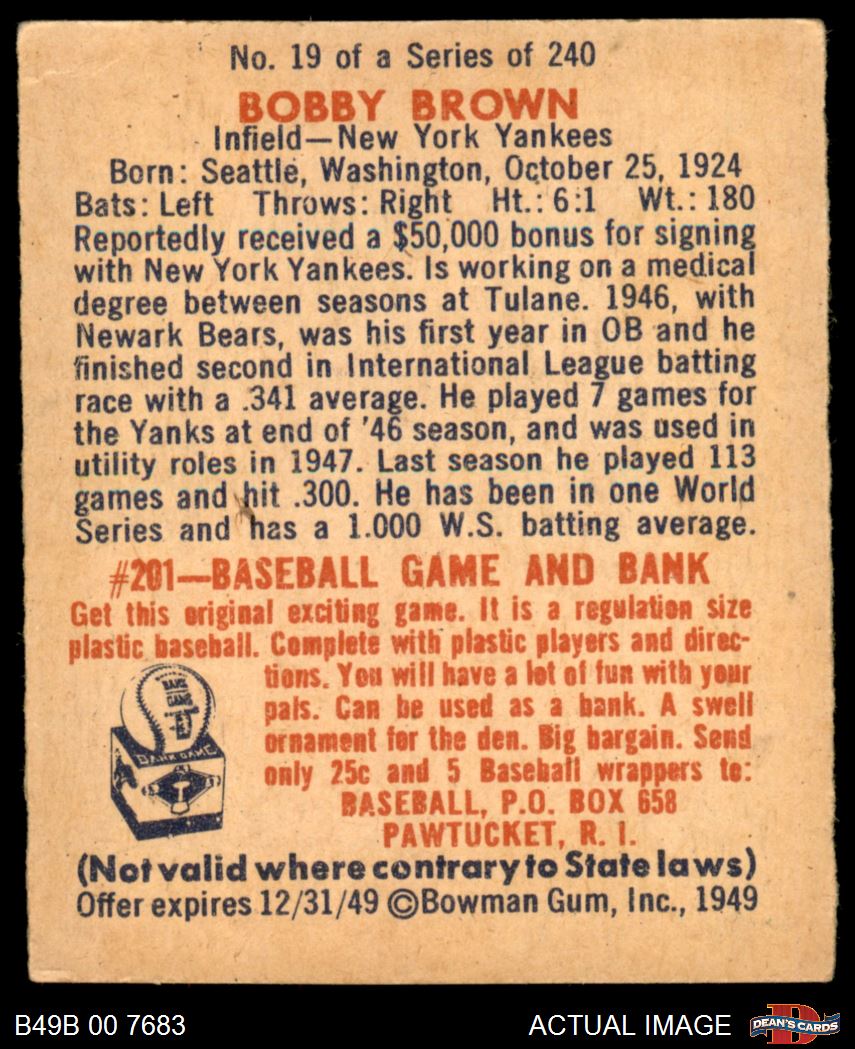 No. 19 of a Series of 240
BOBBY BROWN
Infield—New York Yankees
Born: Seattle, Washington, October 25, 1924
Bats: Left Throws: Right Ht.: 6:1 Wt.: 180
Reportedly received a $50,000 bonus for signing
with New York Yankees. Is working on a medical
degree between seasons at Tulane. 1946, with
Newark Bears, was his first year in OB and he
finished second in International League batting
race with a .341 average. He played 7 games for
the Yanks at end of '46 season, and was used in
utility roles in 1947. Last season he played 113
games and hit .300. He has been in one World
Series and has a 1.000 W.S. batting average.
#201—BASEBALL GAME AND BANK
Get this original exciting game. It is a regulation size
plastic baseball. Complete with plastic players and direc-
tions. You will have a lot of fun with your
pals. Can be used as a bank. A swell
ornament for the den. Big bargain. Send
only 25c and 5 Baseball wrappers to:
BASEBALL, P.O. BOX 658
PAWTUCKET, R. I.
BANK GAME
(Not valid where contrary to State laws)
Offer expires 12/31/49 ©Bowman Gum, Inc., 1949
B49B 00 7683 ACTUAL IMAGE DEAN'S CARDS